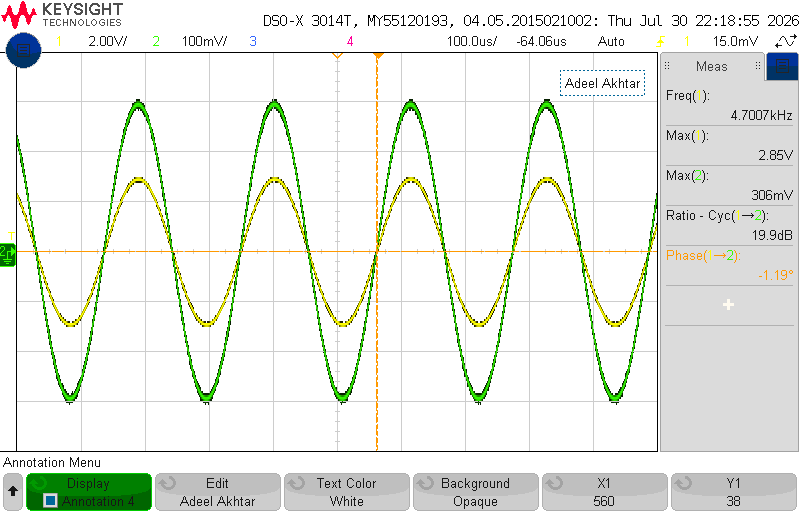 KEYSIGHT
TECHNOLOGIES
DSO-X 3014T, MY55120193, 04.05.2015021002: Thu Jul 30 22:18:55 2026
1 2.00V/ 2 100mV/ 3 4 100.0us/ -64.06us Auto 1 15.0mV
Adeel Akhtar
Meas
Freq( ):
4.7007kHz
Max(1):
2.85V
Max(2):
306mV
Ratio - Cyc(1→2):
19.9dB
Phase(1→2):
-1.19°
2
Annotation Menu
Display
Annotation 4
Edit
Adeel Akhtar
Text Color
White
Background
Opaque
X1
560
Y1
38